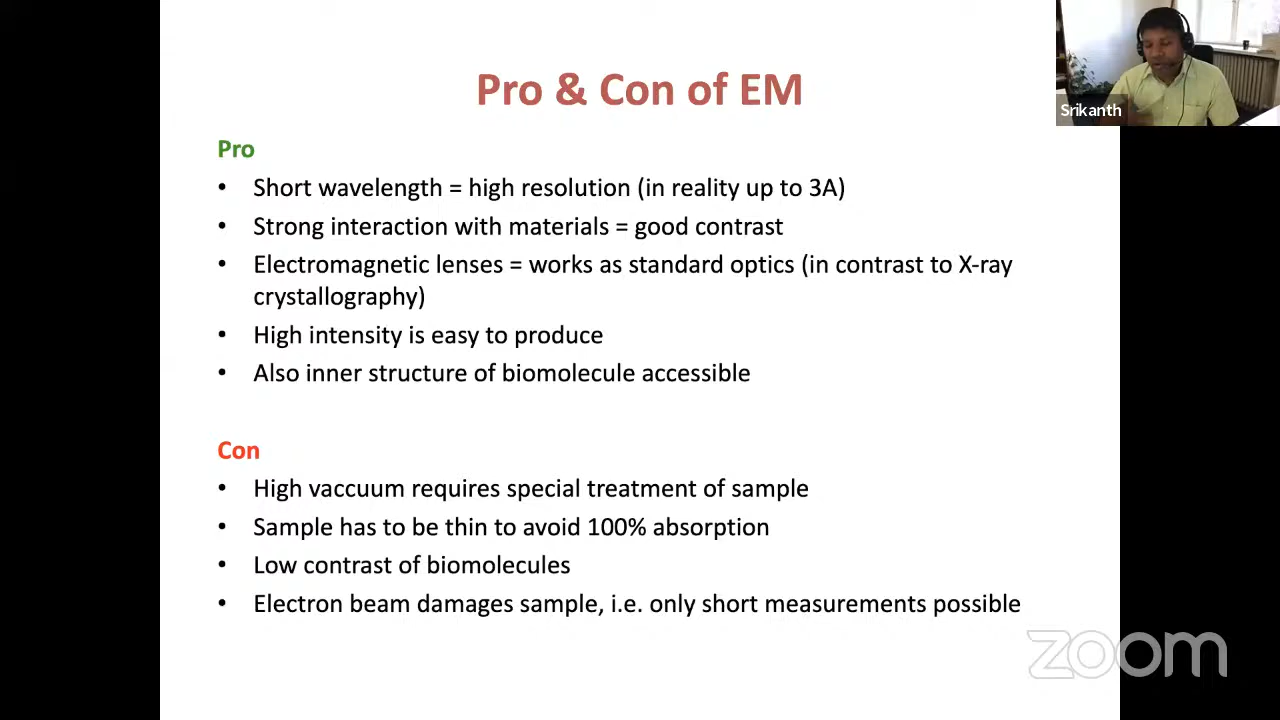 Pro & Con of EM
Srikanth
Pro
• Short wavelength = high resolution (in reality up to 3A)
• Strong interaction with materials = good contrast
• Electromagnetic lenses = works as standard optics (in contrast to X-ray
crystallography)
• High intensity is easy to produce
• Also inner structure of biomolecule accessible
Con
• High vaccuum requires special treatment of sample
• Sample has to be thin to avoid 100% absorption
• Low contrast of biomolecules
• Electron beam damages sample, i.e. only short measurements possible
zoom